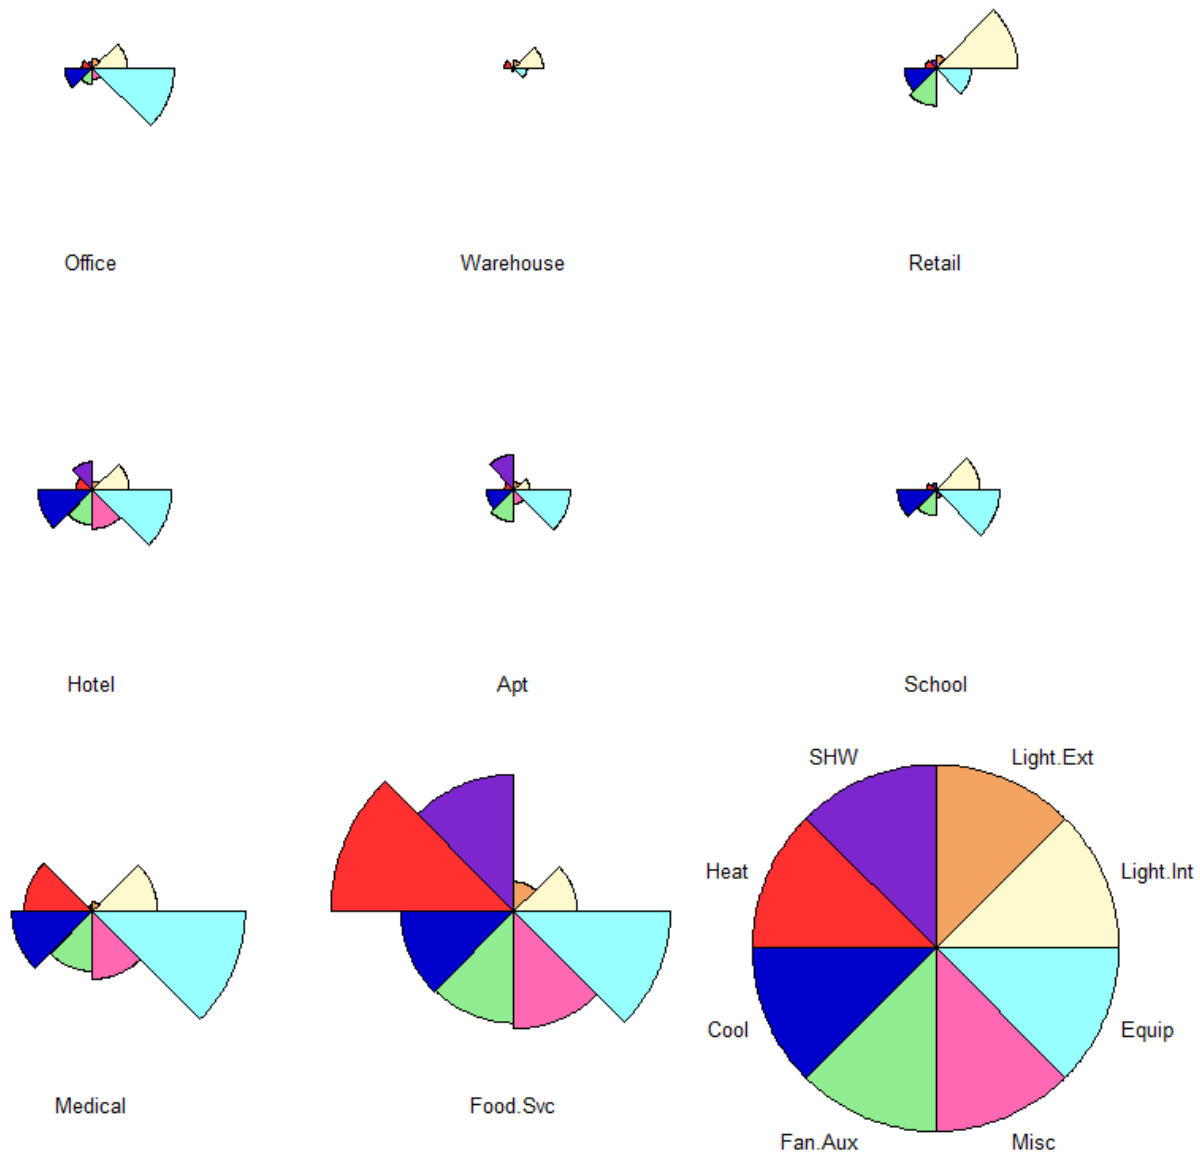 Office
Warehouse
Retail
Hotel
Apt
School
SHW
Light.Ext
Heat
Light.Int
Cool
Equip
Fan.Aux
Misc
Medical
Food.Svc